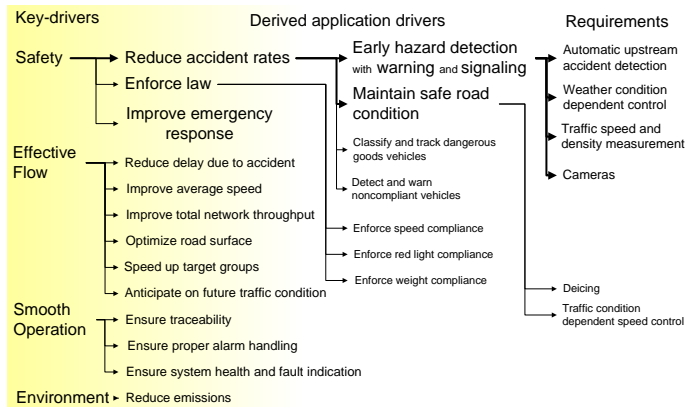 Key-drivers
Derived application drivers
Requirements
Safety
Reduce accident rates
Enforce law
Improve emergency
response
Early hazard detection
with warning and signaling
Maintain safe road
condition
Classify and track dangerous
goods vehicles
Detect and warn
noncompliant vehicles
Enforce speed compliance
Enforce red light compliance
Enforce weight compliance
Automatic upstream
accident detection
Weather condition
dependent control
Traffic speed and
density measurement
Cameras
Deicing
Traffic condition
dependent speed control
Effective
Flow
Reduce delay due to accident
Improve average speed
Improve total network throughput
Optimize road surface
Speed up target groups
Anticipate on future traffic condition
Smooth
Operation
Ensure traceability
Ensure proper alarm handling
Ensure system health and fault indication
Environment
Reduce emissions